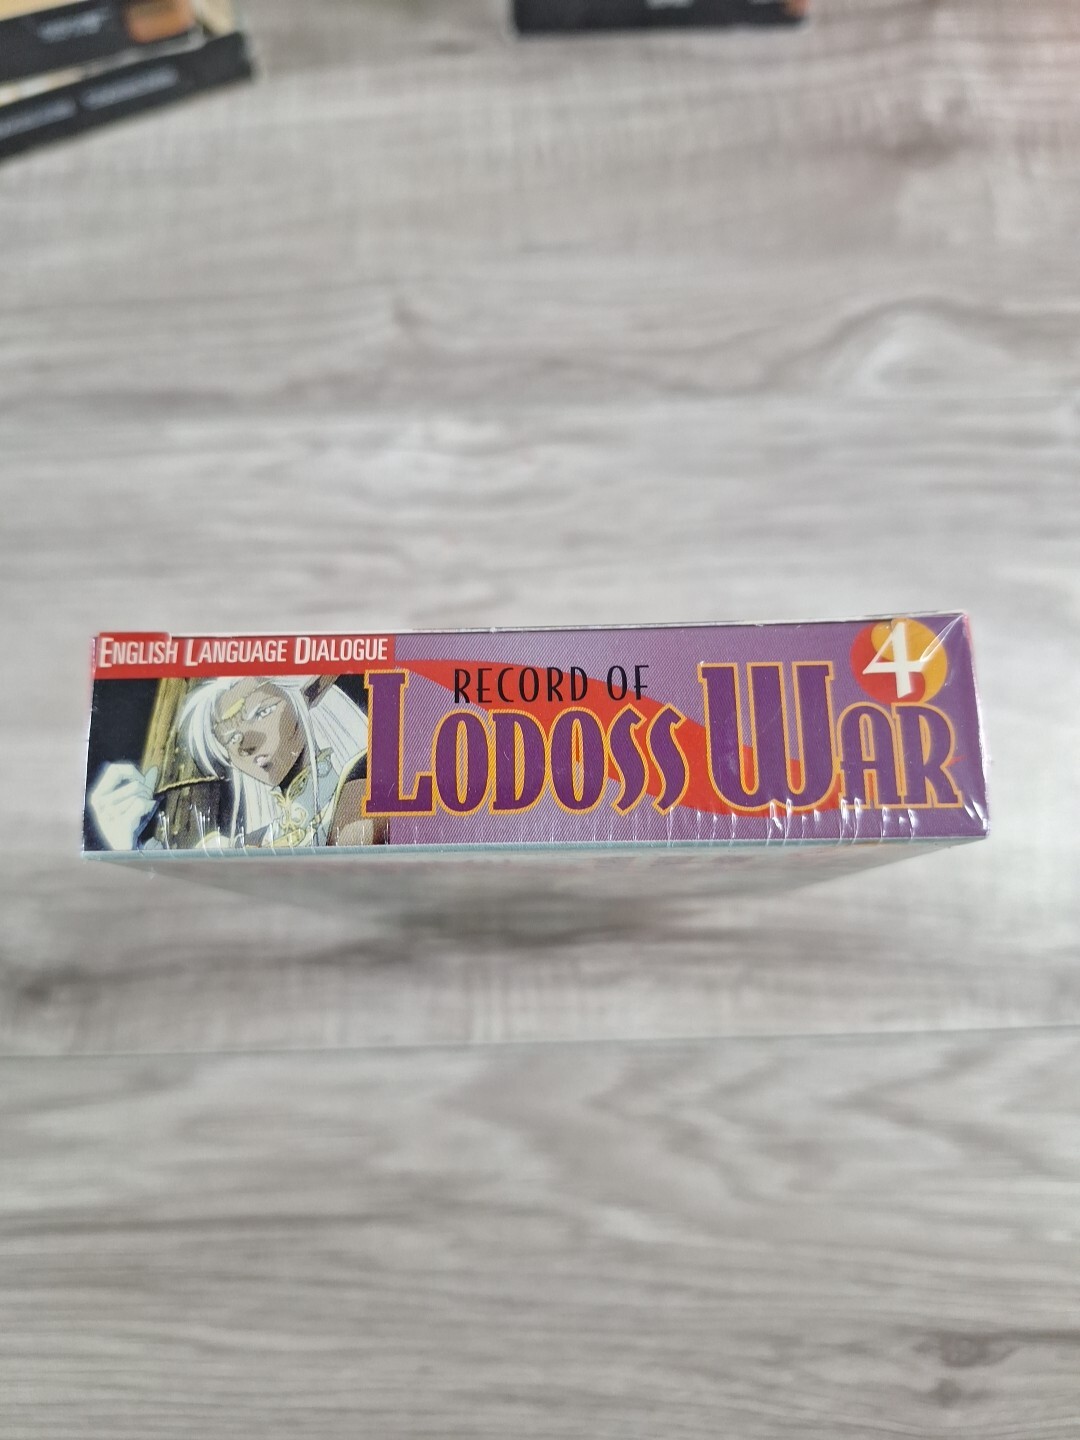 ENGLISH LANGUAGE DIALOGUE
RECORD OF
LODOSS WAR
4